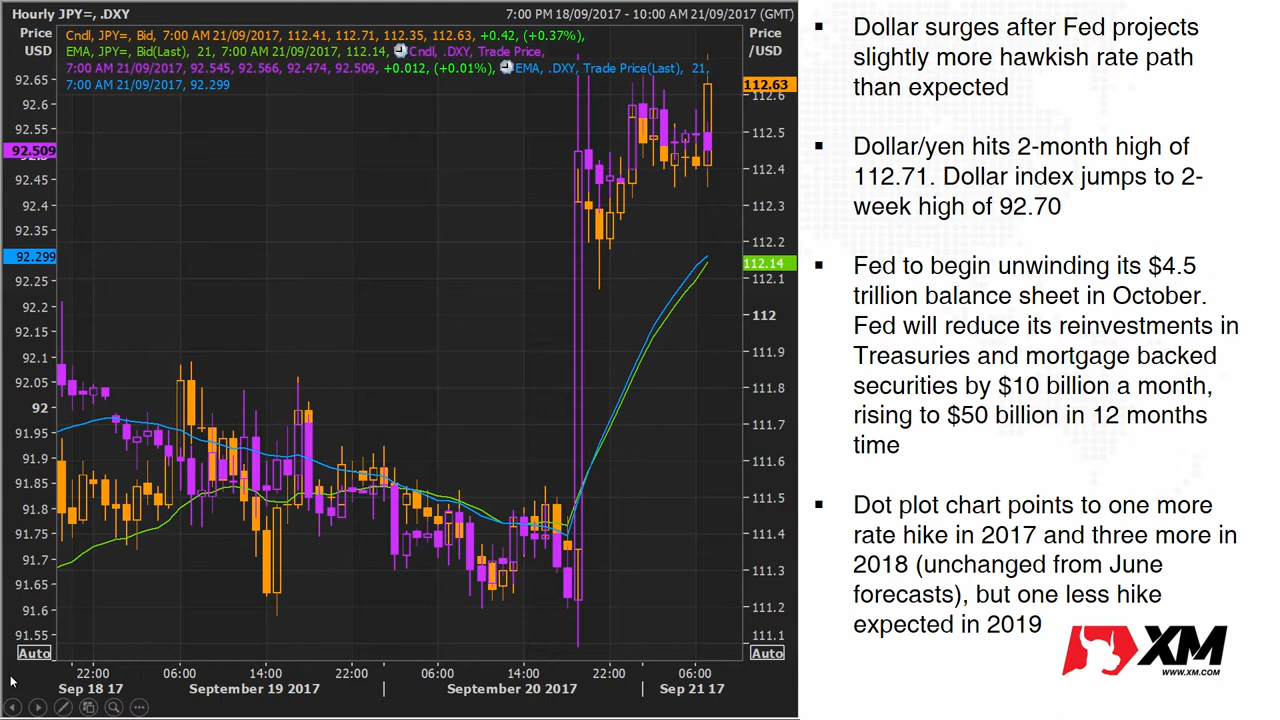 Hourly JPY=, .DXY
7:00 PM 18/09/2017 - 10:00 AM 21/09/2017 (GMT)
Price
USD
Cndl, JPY=, Bid, 7:00 AM 21/09/2017, 112.41, 112.71, 112.35, 112.63, +0.42, (+0.37%),
EMA, JPY=, Bid(Last), 21, 7:00 AM 21/09/2017, 112.14, Cndl, .DXY, Trade Price,
7:00 AM 21/09/2017, 92.545, 92.566, 92.474, 92.509, +0.012, (+0.01%), EMA, .DXY, Trade Price(Last), 21,
7:00 AM 21/09/2017, 92.299
Price
/USD
92.65
92.6
92.55
92.509
92.45
92.4
92.35
92.299
92.25
92.2
92.15
92.1
92.05
92
91.95
91.9
91.85
91.8
91.75
91.7
91.65
91.6
91.55
Auto
112.63
112.6
112.5
112.4
112.3
112.2
112.14
112.1
112
111.9
111.8
111.7
111.6
111.5
111.4
111.3
111.2
111.1
Auto
22:00 06:00 14:00 22:00 06:00 14:00 22:00 06:00
Sep 18 17 September 19 2017 September 20 2017 Sep 21 17
Dollar surges after Fed projects
slightly more hawkish rate path
than expected
Dollar/yen hits 2-month high of
112.71. Dollar index jumps to 2-
week high of 92.70
Fed to begin unwinding its $4.5
trillion balance sheet in October.
Fed will reduce its reinvestments in
Treasuries and mortgage backed
securities by $10 billion a month,
rising to $50 billion in 12 months
time
Dot plot chart points to one more
rate hike in 2017 and three more in
2018 (unchanged from June
forecasts), but one less hike
expected in 2019
XM
WWW.XM.COM